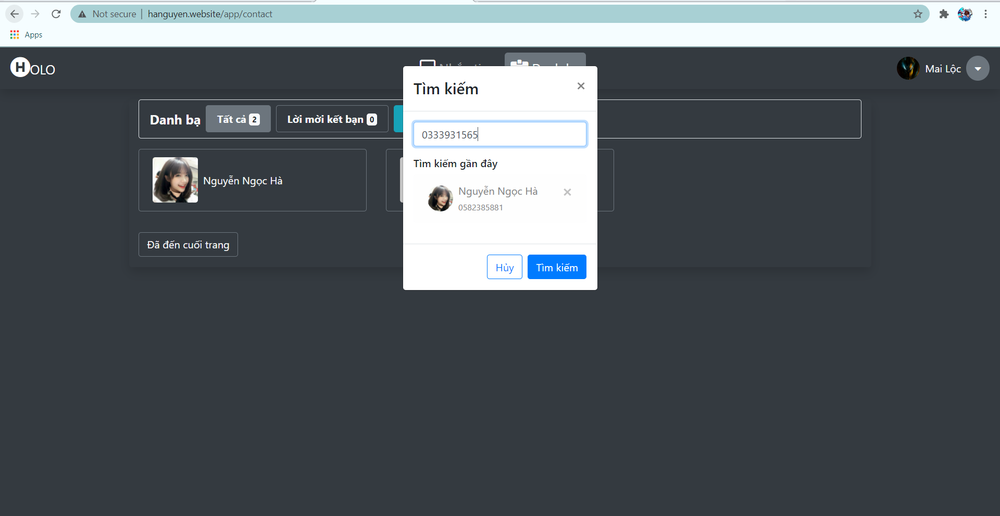 Not secure | hanguyen.website/app/contact
Apps
HOLO
Mai Lộc
Tìm kiếm
×
Danh bạ
Tất cả 2
Lời mời kết bạn 0
0333931565
Tìm kiếm gần đây
Nguyễn Ngọc Hà
Nguyễn Ngọc Hà
0582385881
×
Đã đến cuối trang
Hủy
Tìm kiếm